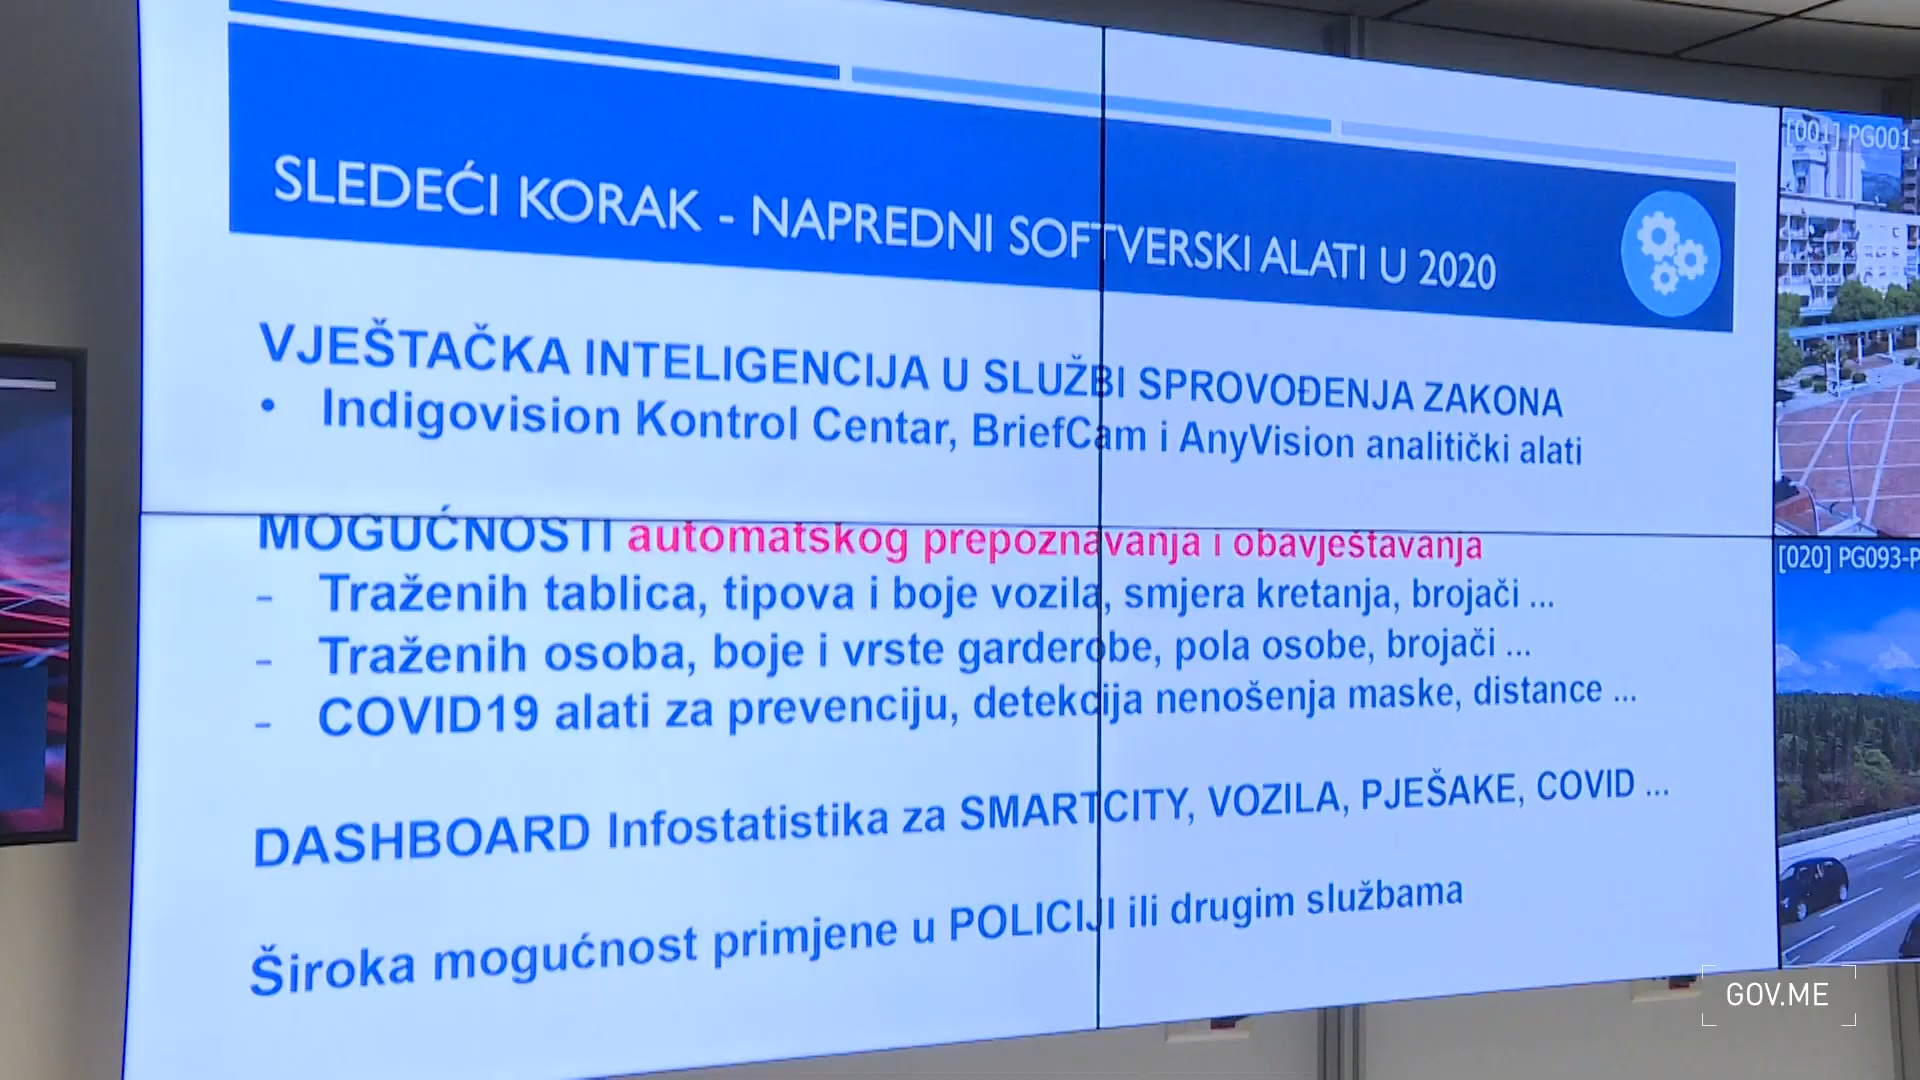 SLEDEĆI KORAK - NAPREDNI SOFTVERSKI ALATI U 2020
VJEŠTAČKA INTELIGENCIJA U SLUŽBI SPROVOĐENJA ZAKONA
• Indigovision Kontrol Centar, BriefCam i AnyVision analitički alati
MOGUĆNOSTI automatskog prepoznavanja i obavještavanja
- Traženih tablica, tipova i boje vozila, smjera kretanja, brojači ...
- Traženih osoba, boje i vrste garderobe, pola osobe, brojači ...
- COVID19 alati za prevenciju, detekcija nenošenja maske, distance ...
DASHBOARD Infostatistika za SMARTCITY, VOZILA, PJEŠAKE, COVID ...
Široka mogućnost primjene u POLICIJI ili drugim službama
[001] PG001-
[020] PG093-P
GOV.ME